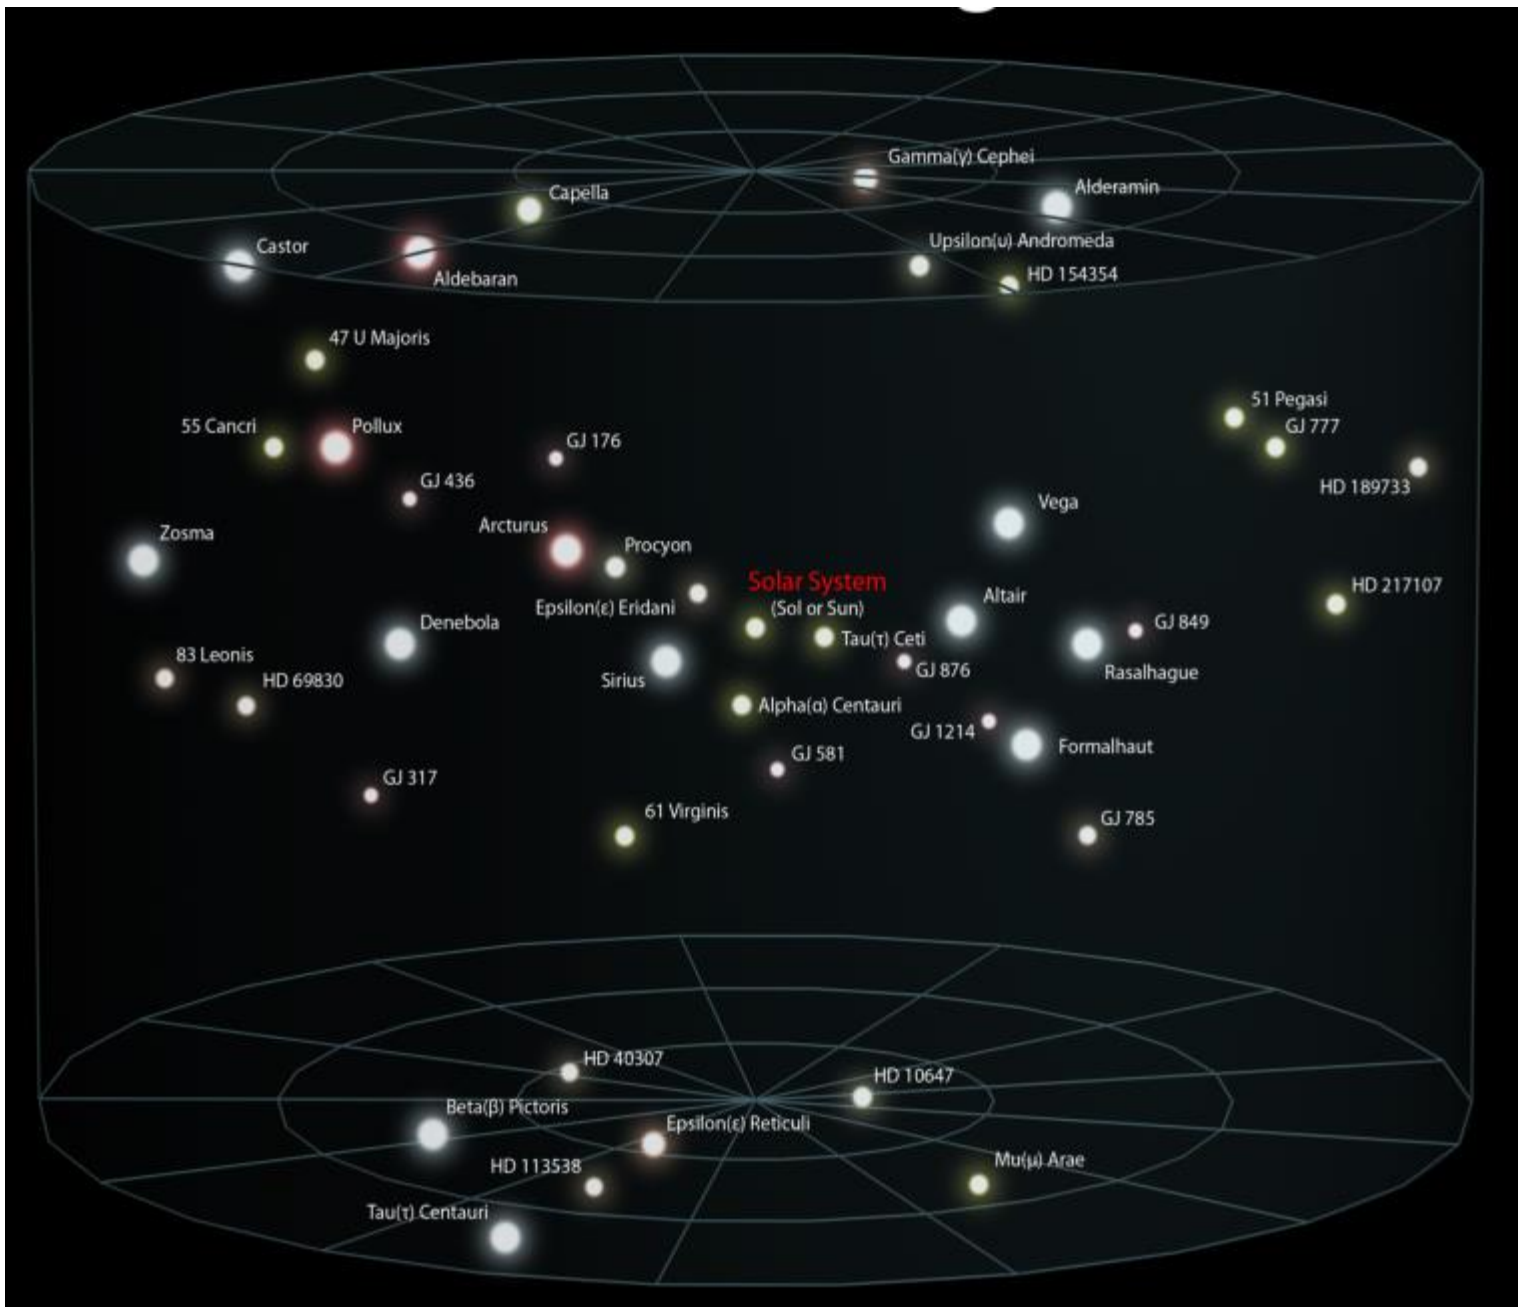 Gamma(γ) Cephei
Alderamin
Capella
Castor
Aldebaran
Upsilon(υ) Andromeda
HD 154354
47 U Majoris
51 Pegasi
55 Cancri
Pollux
GJ 777
GJ 176
HD 189733
GJ 436
Vega
Arcturus
Zosma
Procyon
Solar System
(Sol or Sun)
HD 217107
Altair
Epsilon(ε) Eridani
Denebola
GJ 849
Tau(τ) Ceti
83 Leonis
GJ 876
Rasalhague
HD 69830
Sirius
Alpha(α) Centauri
GJ 1214
Formalhaut
GJ 581
GJ 317
61 Virginis
GJ 785
HD 40307
HD 10647
Beta(β) Pictoris
Epsilon(ε) Reticuli
HD 113538
Mu(μ) Arae
Tau(τ) Centauri